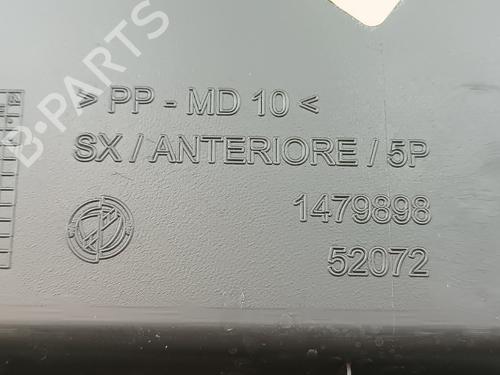 > PP - MD 10 <
SX / ANTERIORE / 5P
1479898
52072
B-PARTS